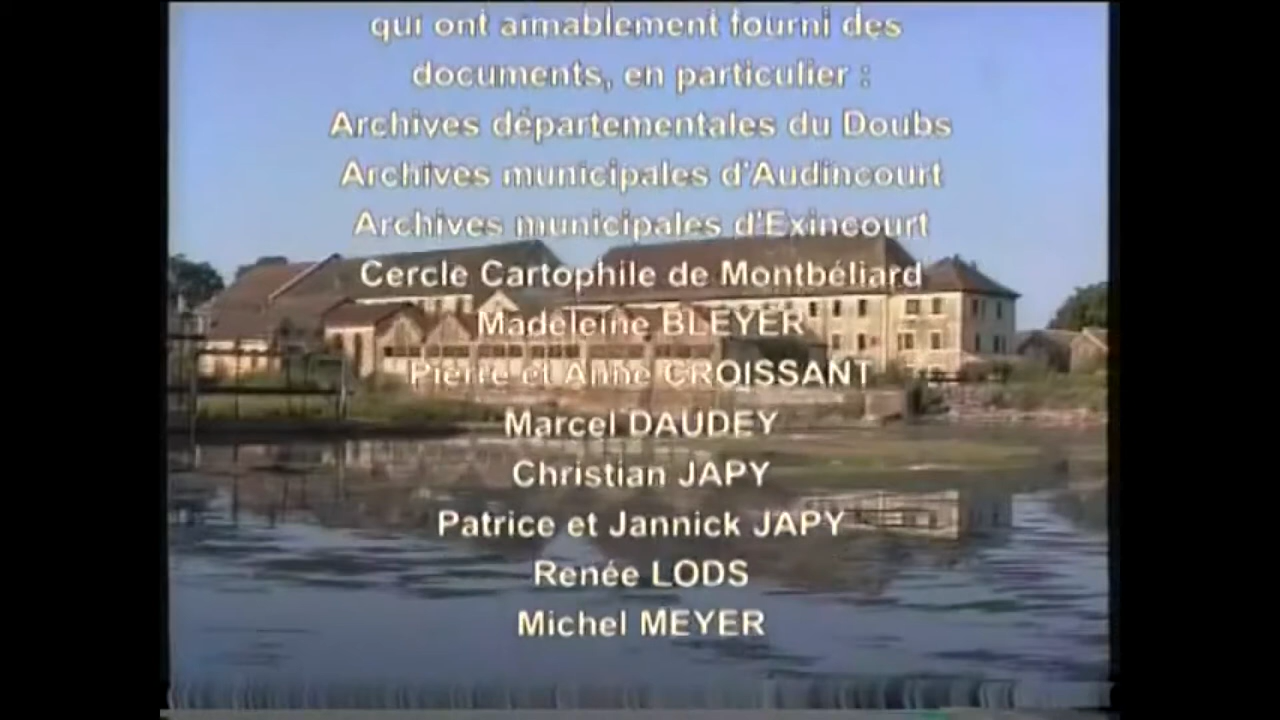 qui ont aimablement fourni des
documents, en particulier :
Archives départementales du Doubs
Archives municipales d'Audincourt
Archives municipales d'Exincourt
Cercle Cartophile de Montbéliard
Madeleine BLEYER
Pierre et Anne CROISSANT
Marcel DAUDEY
Christian JAPY
Patrice et Jannick JAPY
Renée LODS
Michel MEYER